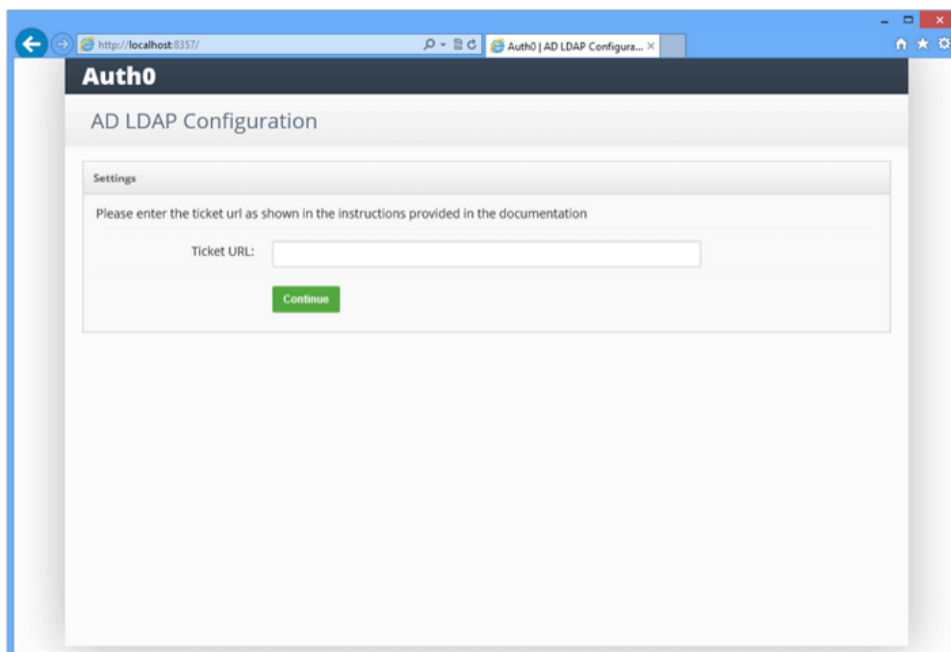 http://localhost:8357/
Auth0 | AD LDAP Configura...
Auth0
AD LDAP Configuration
Settings
Please enter the ticket url as shown in the instructions provided in the documentation
Ticket URL:
Continue